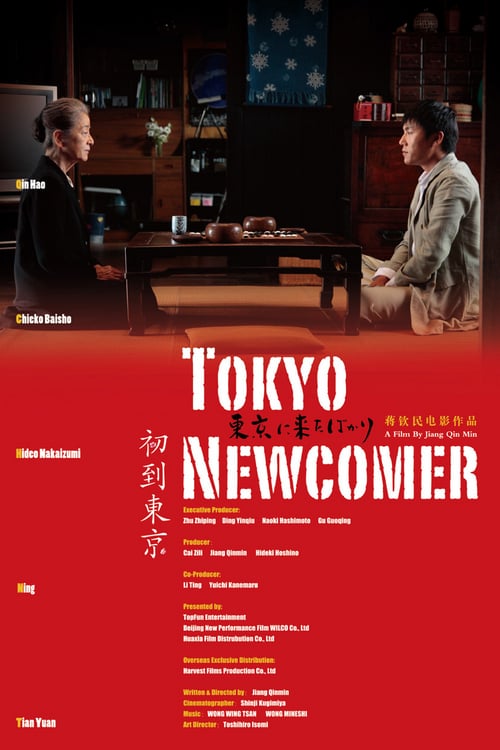 Qin Hao
Chieko Baisho
Hideo Nakaizumi
Ning
Tian Yuan
TOKYO
東京に来たばかり
NEWCOMER
初到東京
蒋钦民电影作品
A Film By Jiang Qin Min
Executive Producer:
Zhu Zhiping Ding Yinqiu Naoki Hashimoto Gu Guoqing
Producer :
Cai Zili Jiang Qinmin Hideki Hoshino
Co-Producer:
Li Ting Yuichi Kanemaru
Presented by:
TopFun Entertainment
Beijing New Performance Film WILCO Co., Ltd
Huaxia Film Distrubution Co., Ltd
Overseas Exclusive Distribution:
Harvest Films Production Co., Ltd
Written & Directed by : Jiang Qinmin
Cinematographer : Shinji Kugimiya
Music : WONG WING TSAN WONG MINESHI
Art Director : Toshihiro Isomi